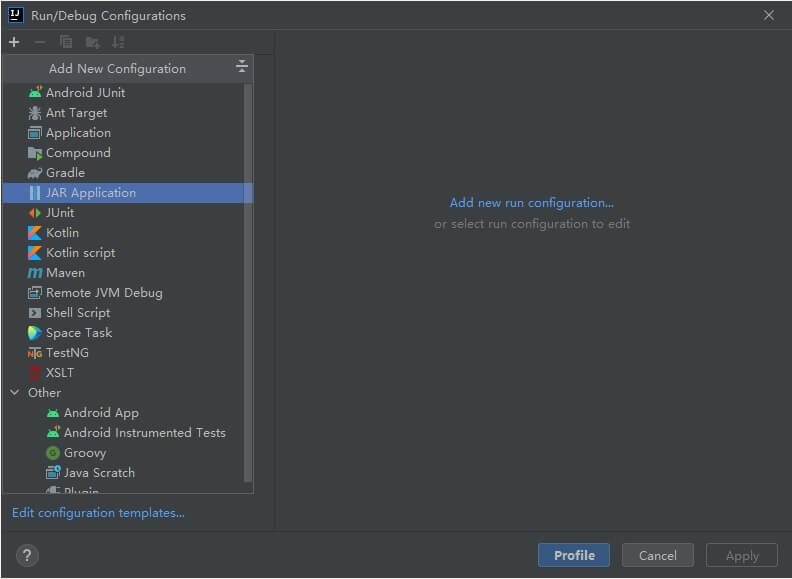 Run/Debug Configurations
Add New Configuration
Android JUnit
Ant Target
Application
Compound
Gradle
JAR Application
JUnit
Kotlin
Kotlin script
Maven
Remote JVM Debug
Shell Script
Space Task
TestNG
XSLT
Other
Android App
Android Instrumented Tests
Groovy
Java Scratch
Plugin
Edit configuration templates...
Add new run configuration...
or select run configuration to edit
?
Profile
Cancel
Apply